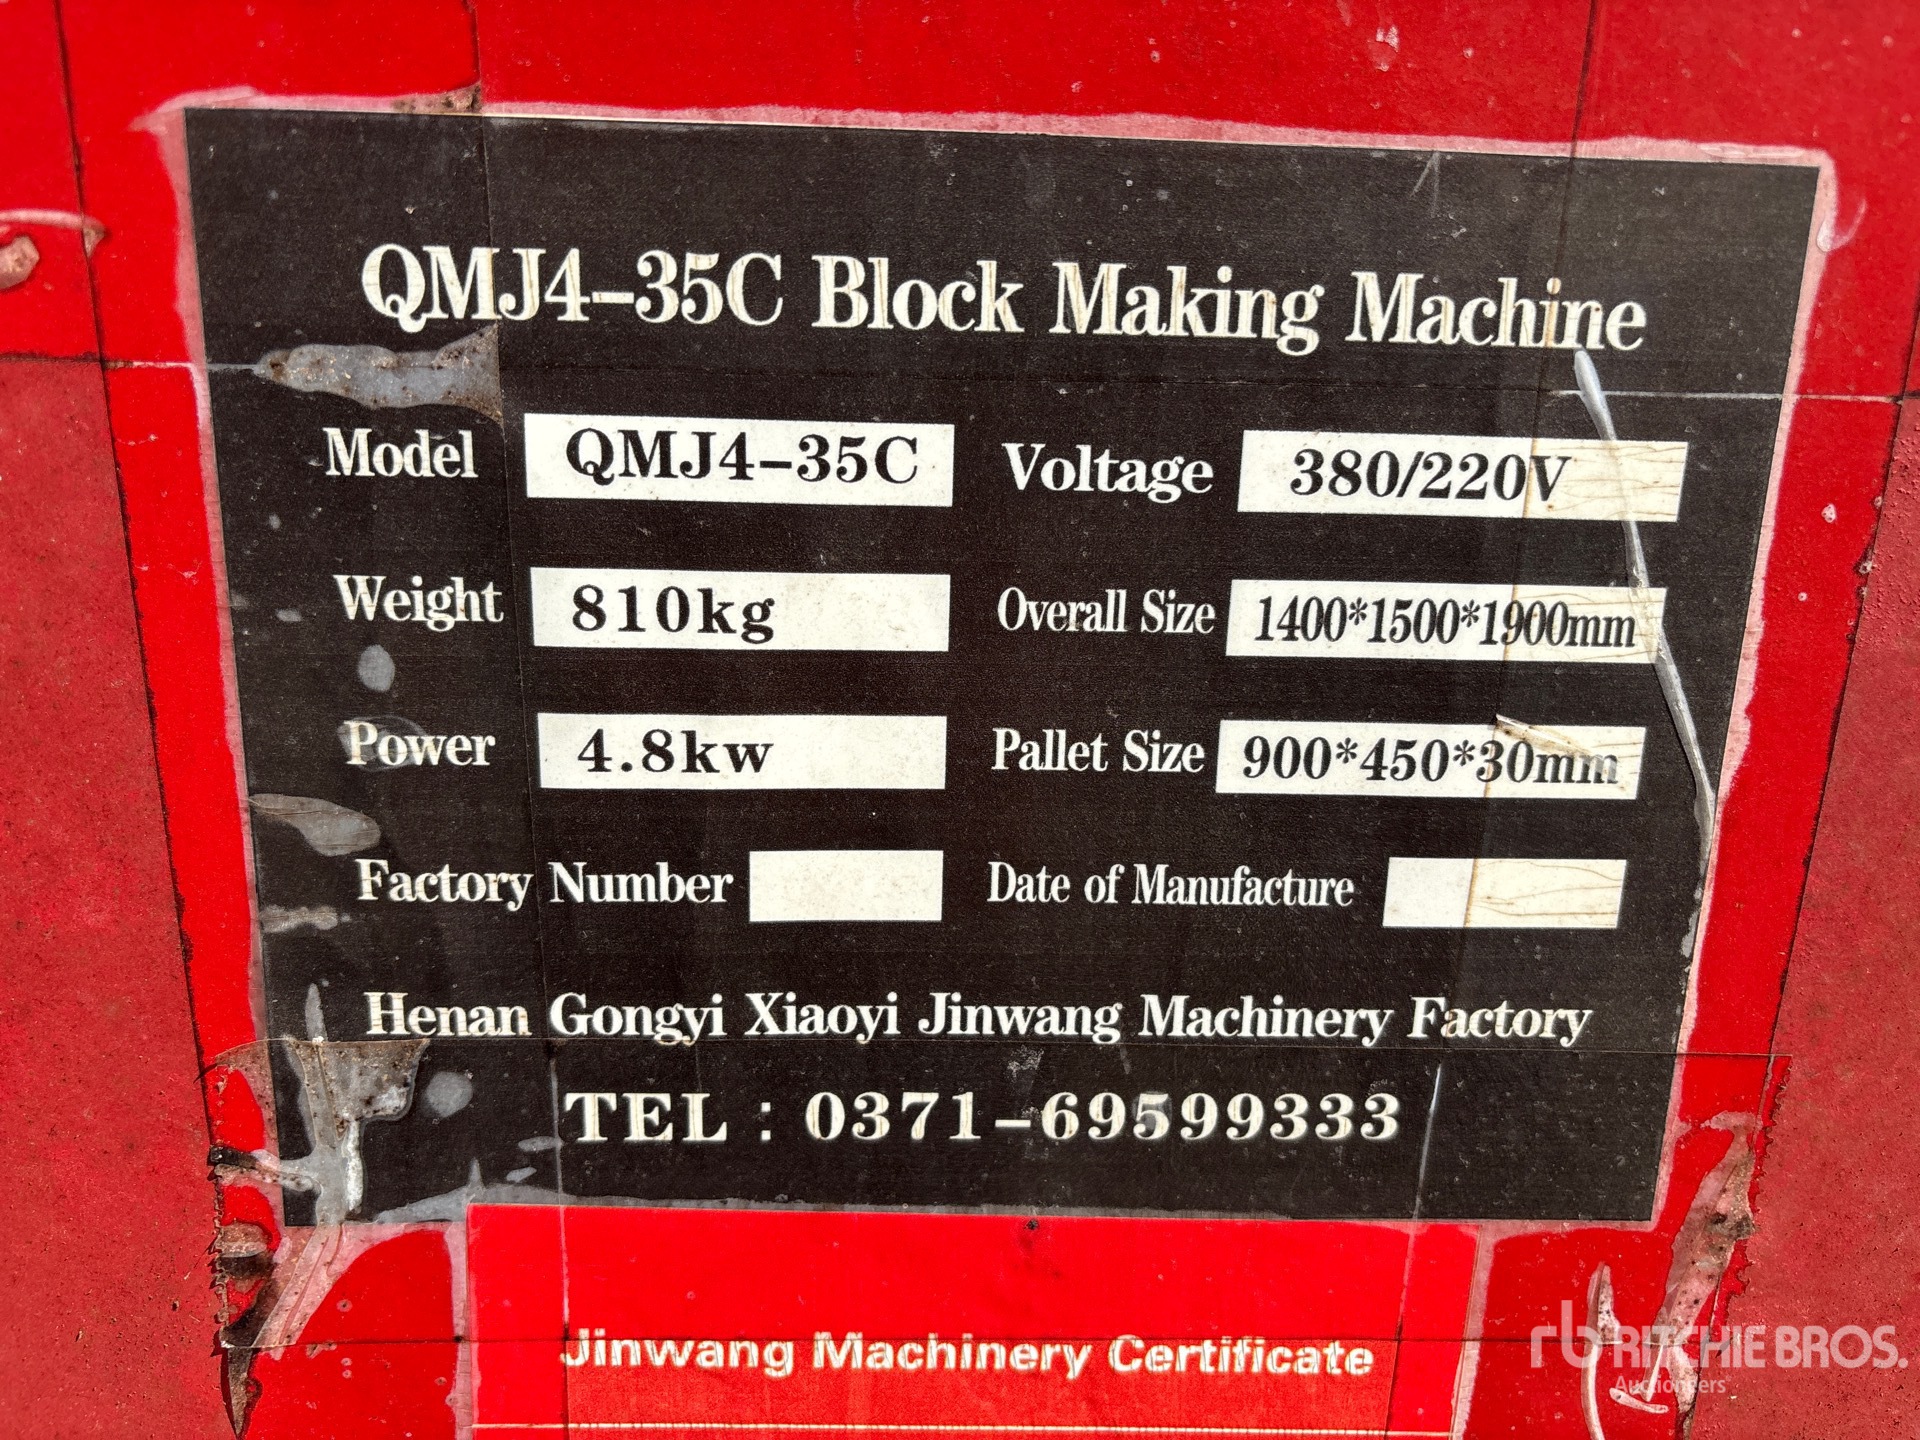 QMJ4-35C Block Making Machine
Model QMJ4-35C Voltage 380/220V
Weight 810kg Overall Size 1400*1500*1900mm
Power 4.8kw Pallet Size 900*450*30mm
Factory Number Date of Manufacture
Henan Gongyi Xiaoyi Jinwang Machinery Factory
TEL : 0371-69599333
Jinwang Machinery Certificate
rb RITCHIE BROS.
Auctioneers